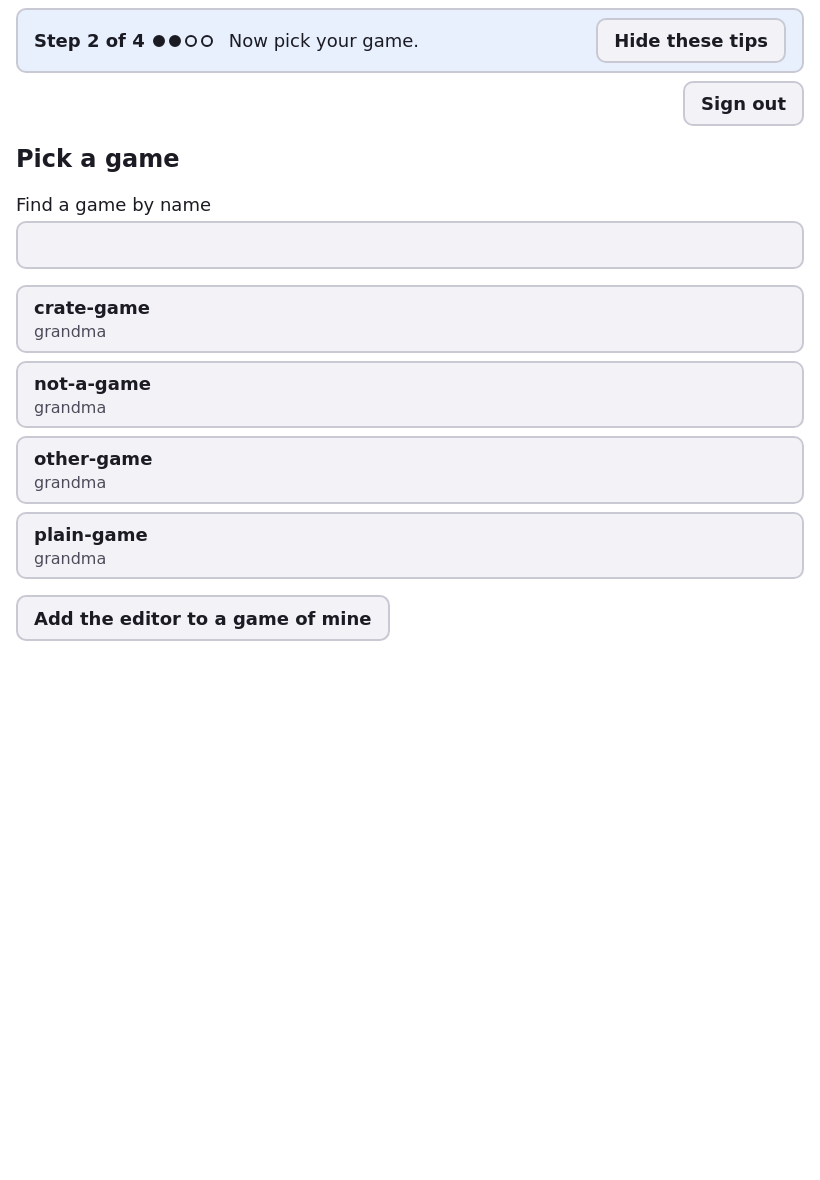 Step 2 of 4 Now pick your game. Hide these tips
Sign out
Pick a game
Find a game by name
crate-game
grandma
not-a-game
grandma
other-game
grandma
plain-game
grandma
Add the editor to a game of mine